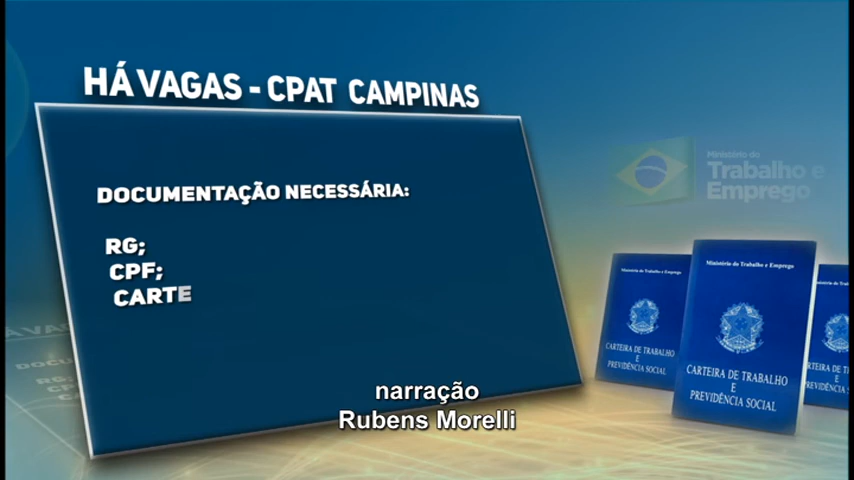 HÁ VAGAS - CPAT CAMPINAS
DOCUMENTAÇÃO NECESSÁRIA:
RG;
CPF;
CARTE
Ministério do
Trabalho e
Emprego
Ministério do Trabalho e Emprego
CARTEIRA DE TRABALHO
E
PREVIDÊNCIA SOCIAL
Ministério do Trabalho e Emprego
CARTEIRA DE TRABALHO
E
PREVIDÊNCIA SOCIAL
narração
Rubens Morelli